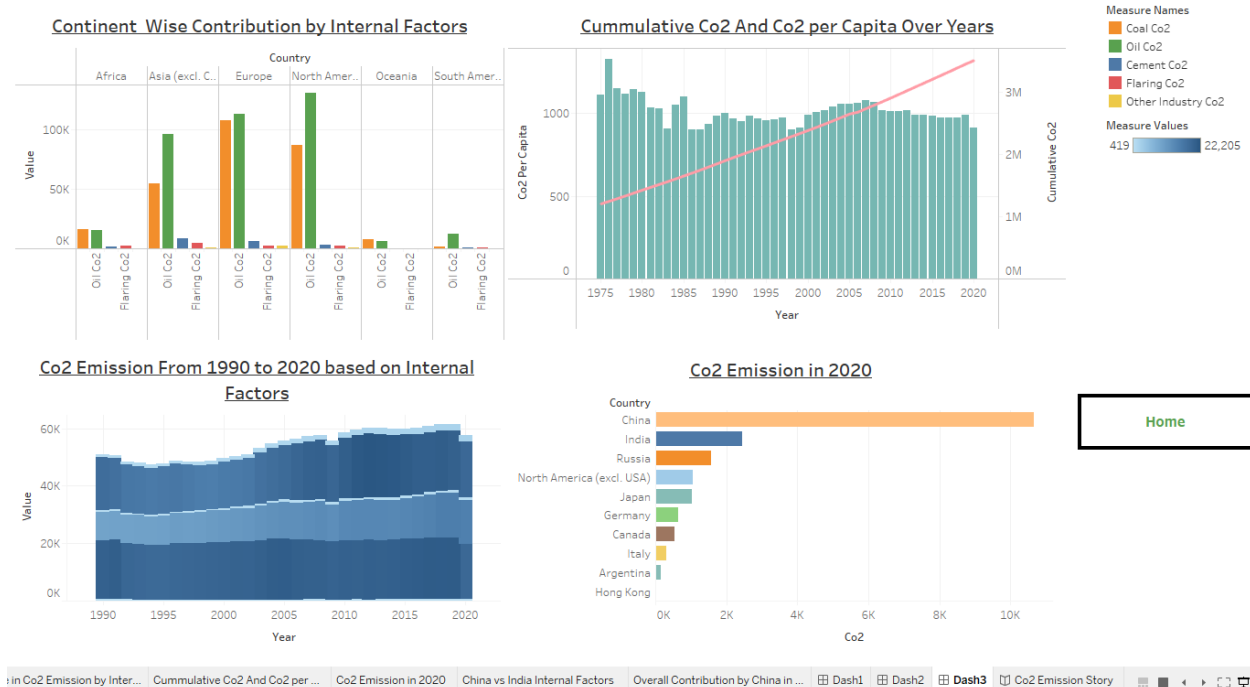 Continent  Wise Contribution by Internal Factors
Country
Africa
Asia (excl. C..
Europe
North Amer..
Oceania
South Amer..
Value
100K
50K
0K
Oil Co2
Flaring Co2
Oil Co2
Flaring Co2
Oil Co2
Flaring Co2
Oil Co2
Flaring Co2
Oil Co2
Flaring Co2
Oil Co2
Flaring Co2
Cummulative Co2 And Co2 per Capita Over Years
Co2 Per Capita
1000
500
0
Cumulative Co2
3M
2M
1M
0M
1975
1980
1985
1990
1995
2000
2005
2010
2015
2020
Year
Measure Names
Coal Co2
Oil Co2
Cement Co2
Flaring Co2
Other Industry Co2
Measure Values
419
22,205
Co2 Emission From 1990 to 2020 based on Internal
Factors
Value
60K
40K
20K
0K
1990
1995
2000
2005
2010
2015
2020
Year
Co2 Emission in 2020
Country
China
India
Russia
North America (excl. USA)
Japan
Germany
Canada
Italy
Argentina
Hong Kong
0K
2K
4K
6K
8K
10K
Co2
Home
e in Co2 Emission by Inter...
Cummulative Co2 And Co2 per ...
Co2 Emission in 2020
China vs India Internal Factors
Overall Contribution by China in ...
Dash1
Dash2
Dash3
Co2 Emission Story